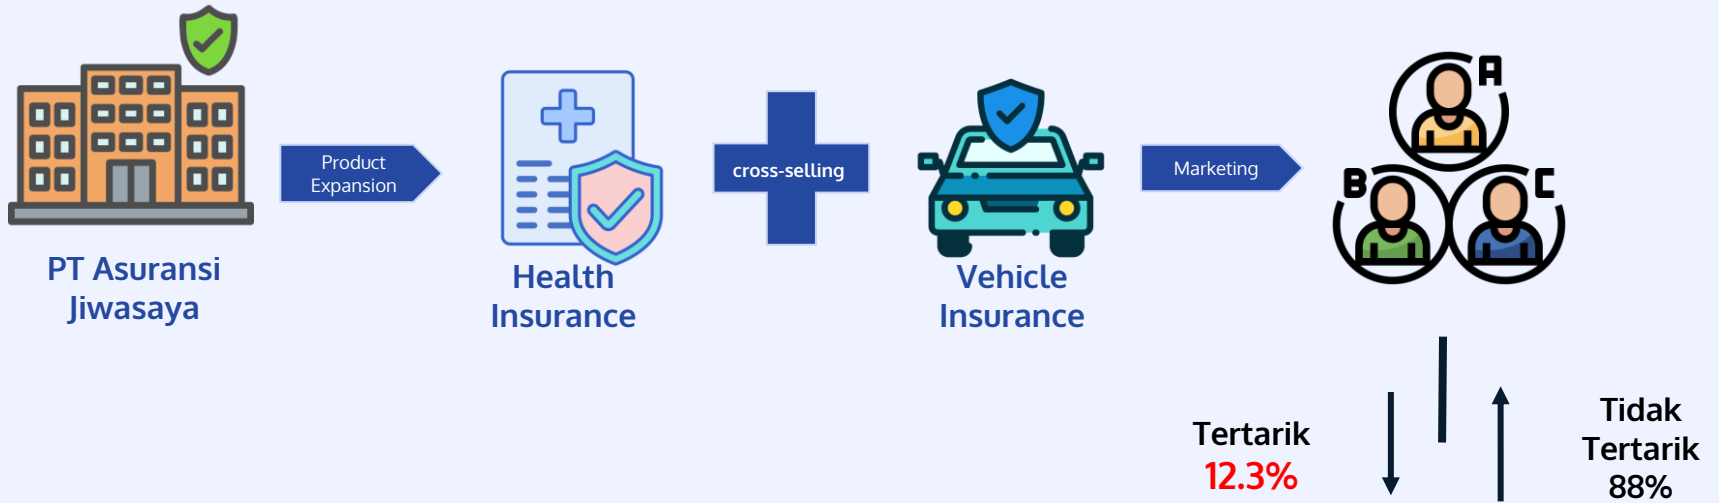 PT Asuransi
Jiwasaya
Product
Expansion
Health
Insurance
cross-selling
Vehicle
Insurance
Marketing
A
B
C
Tertarik
12.3%
Tidak
Tertarik
88%